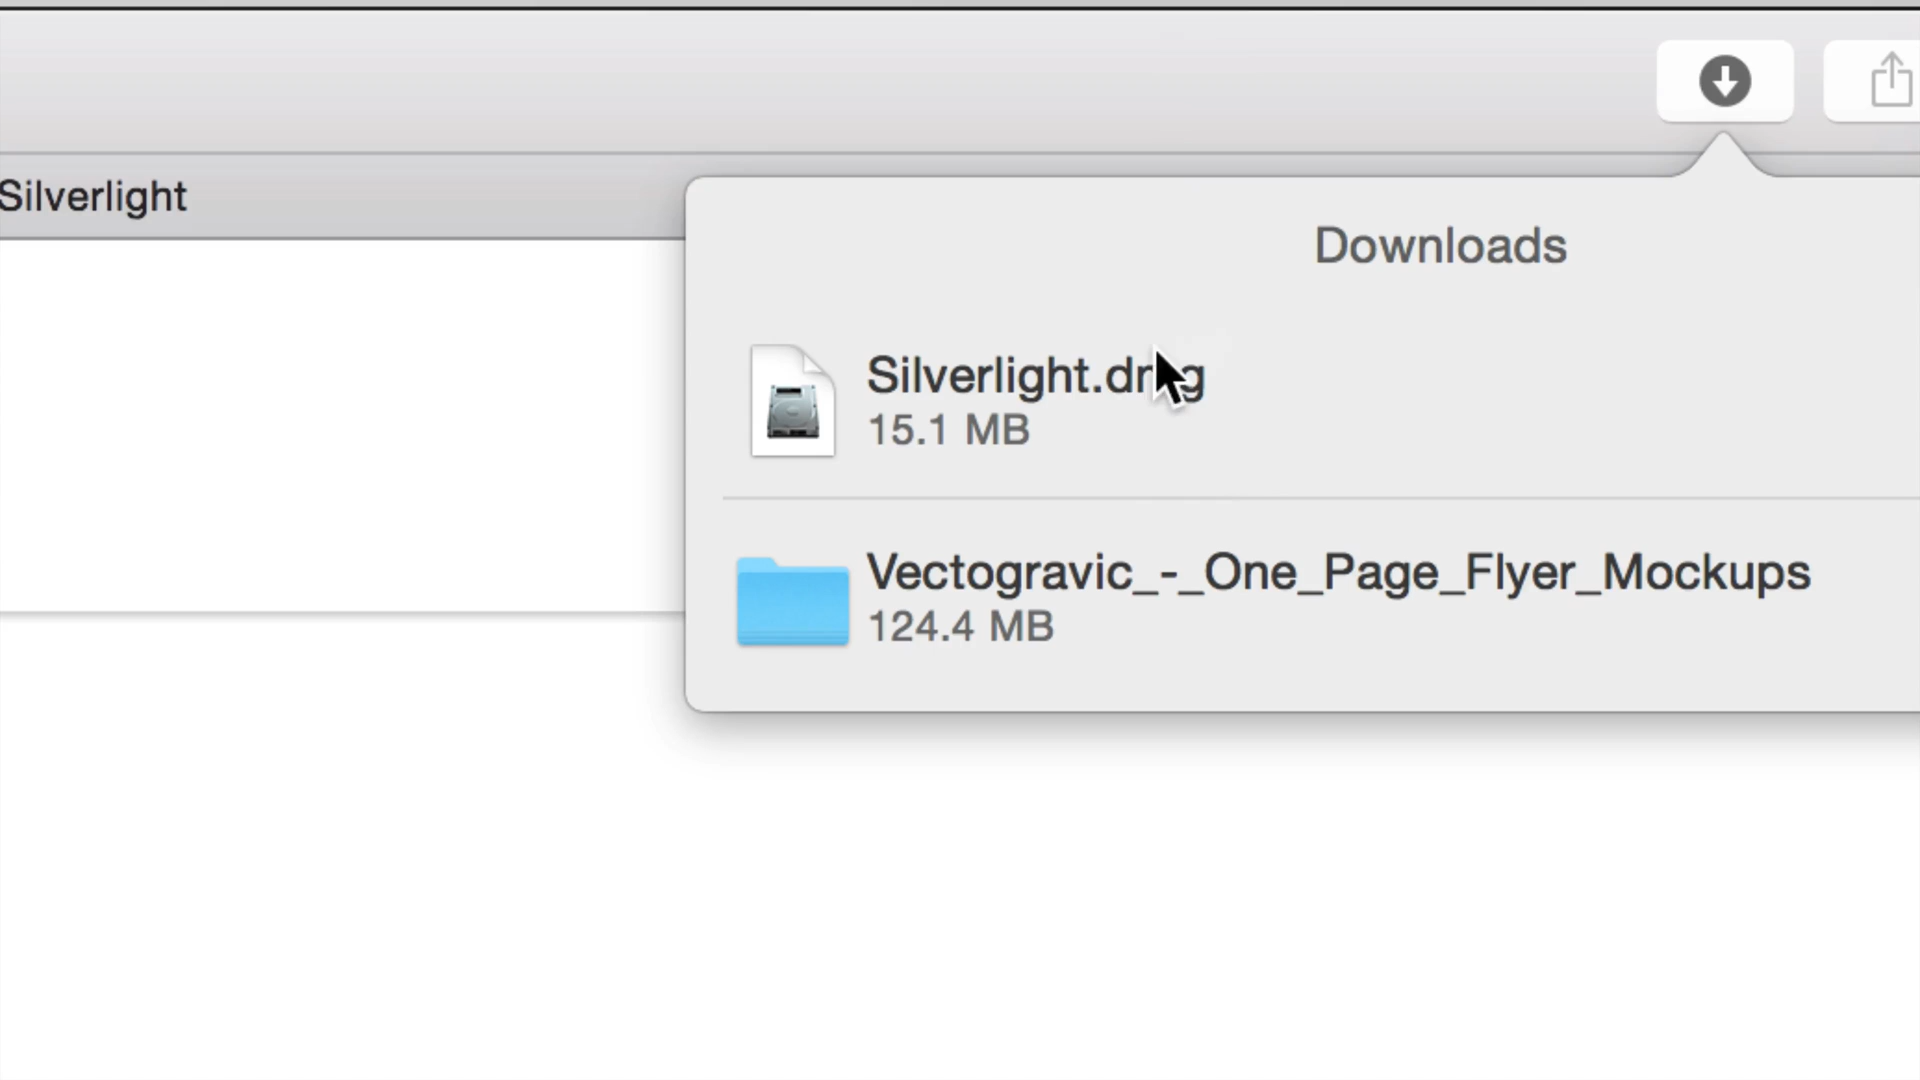 Silverlight
Downloads
Silverlight.dmg
15.1 MB
Vectogravic_-_One_Page_Flyer_Mockups
124.4 MB